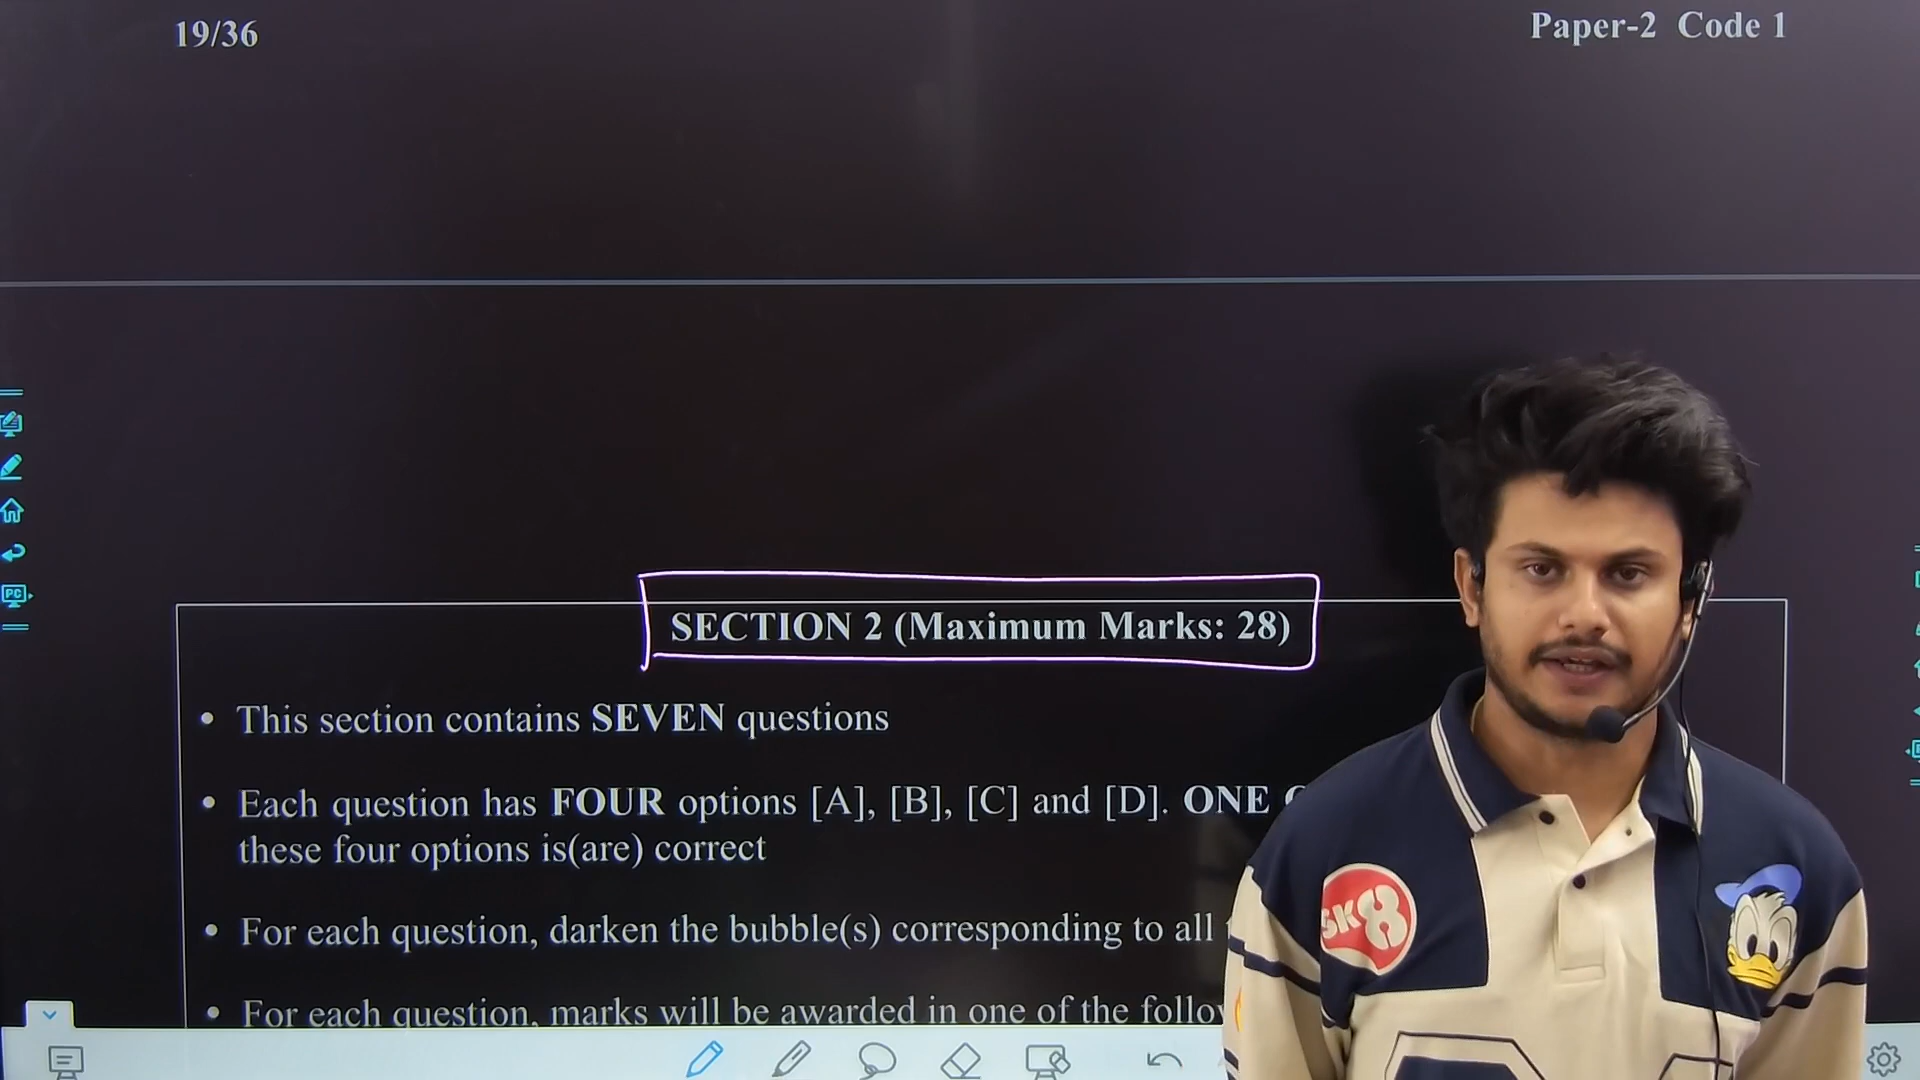 19/36
Paper-2 Code 1
SECTION 2 (Maximum Marks: 28)
• This section contains SEVEN questions
• Each question has FOUR options [A], [B], [C] and [D]. ONE
these four options is(are) correct
• For each question, darken the bubble(s) corresponding to all
• For each question, marks will be awarded in one of the
PC
SK8